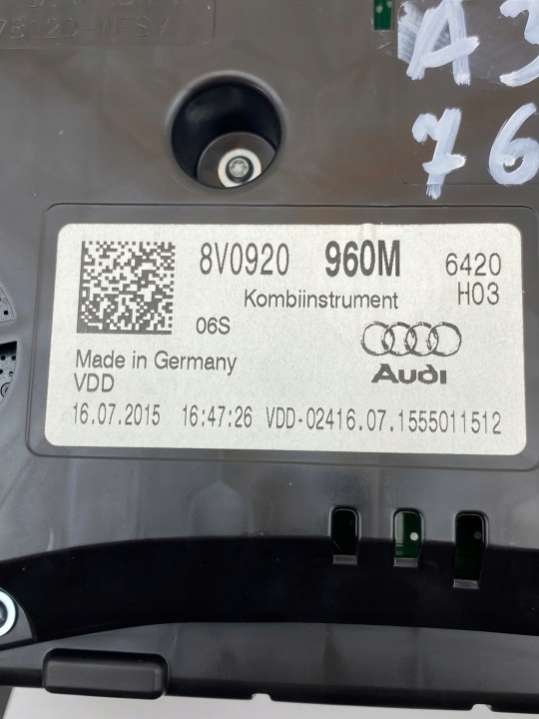 A3
76
8V0920 960M 6420
Kombiinstrument H03
06S
Made in Germany
Audi
VDD
16.07.2015 16:47:26 VDD-02416.07.1555011512